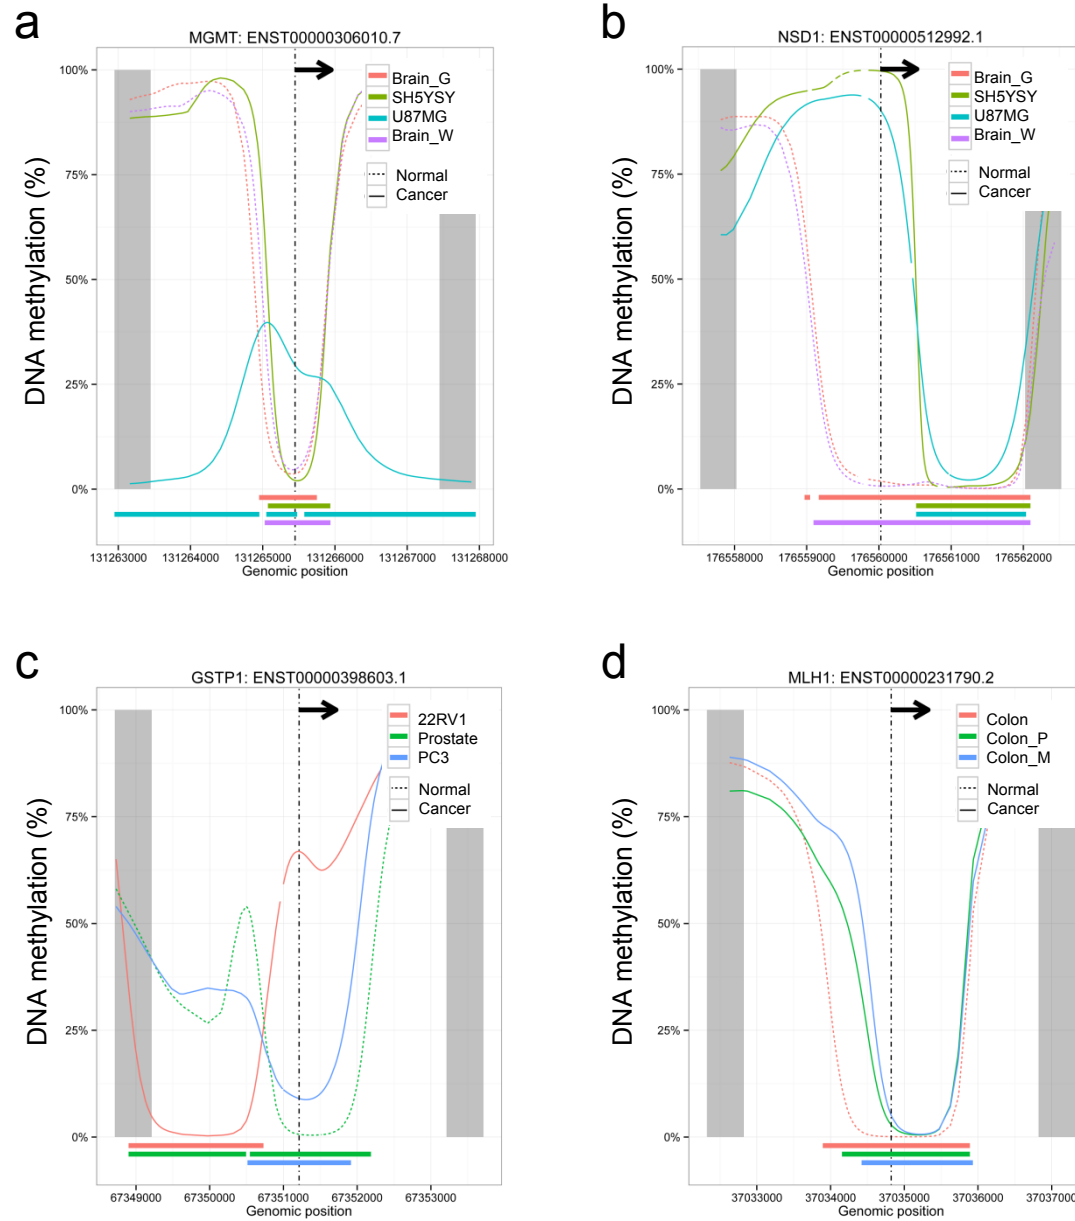 a
MGMT: ENST00000306010.7
100%
75%
50%
25%
0%
DNA methylation (%)
Brain_G
SH5YSY
U87MG
Brain_W
Normal
Cancer
131263000 131264000 131265000 131266000 131267000 131268000
Genomic position
b
NSD1: ENST00000512992.1
100%
75%
50%
25%
0%
DNA methylation (%)
Brain_G
SH5YSY
U87MG
Brain_W
Normal
Cancer
176558000 176559000 176560000 176561000 176562000
Genomic position
c
GSTP1: ENST00000398603.1
100%
75%
50%
25%
0%
DNA methylation (%)
22RV1
Prostate
PC3
Normal
Cancer
67349000 67350000 67351000 67352000 67353000
Genomic position
d
MLH1: ENST00000231790.2
100%
75%
50%
25%
0%
DNA methylation (%)
Colon
Colon_P
Colon_M
Normal
Cancer
37033000 37034000 37035000 37036000 37037000
Genomic position